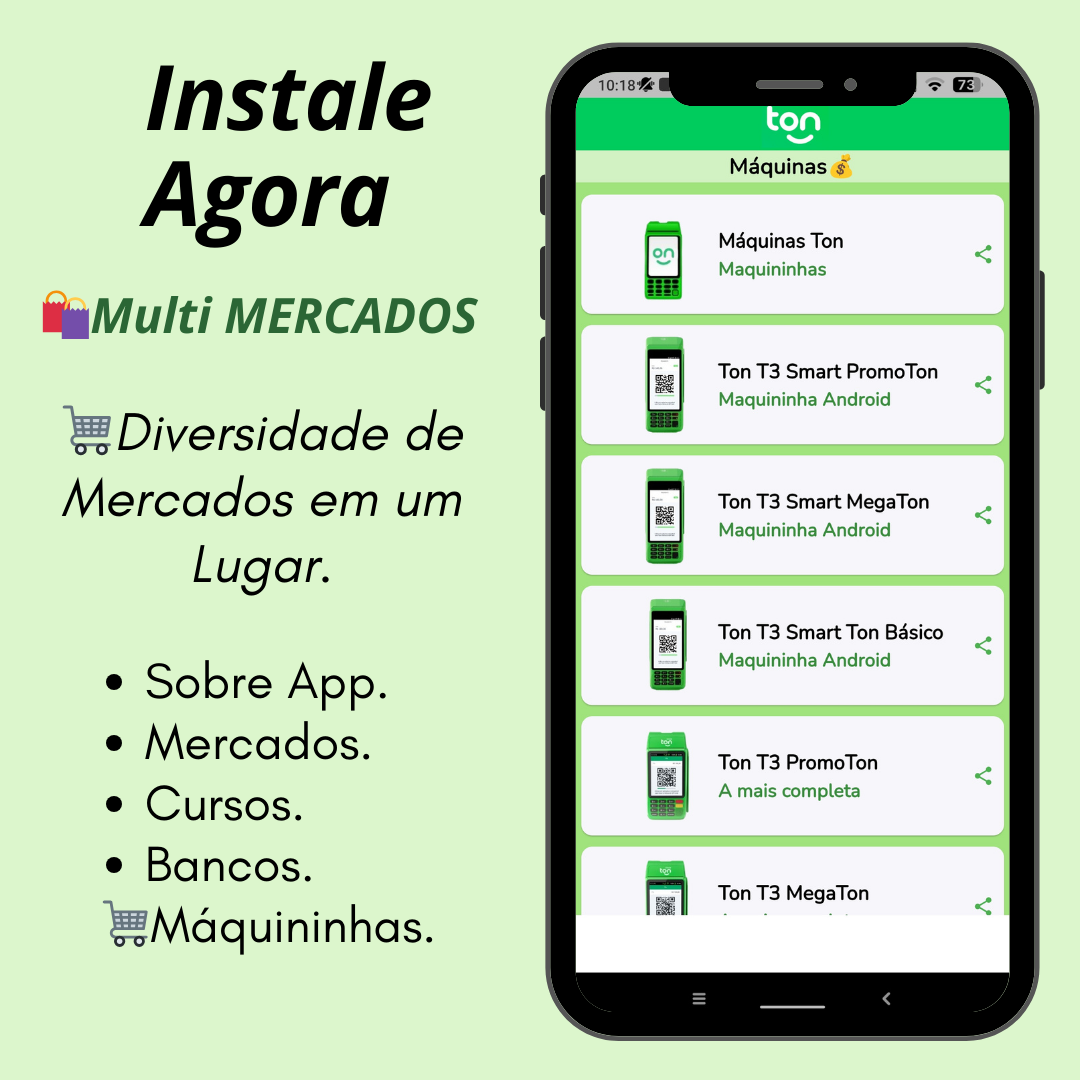 Instale
Agora
🛍️Multi MERCADOS
🛒Diversidade de
Mercados em um
Lugar.
• Sobre App.
• Mercados.
• Cursos.
• Bancos.
🛒Máquininhas.
10:18
73
ton
Máquinas💰
on
Máquinas Ton
Maquininhas
Ton T3 Smart PromoTon
Maquininha Android
Ton T3 Smart MegaTon
Maquininha Android
Ton T3 Smart Ton Básico
Maquininha Android
ton
Ton T3 PromoTon
A mais completa
ton
Ton T3 MegaTon